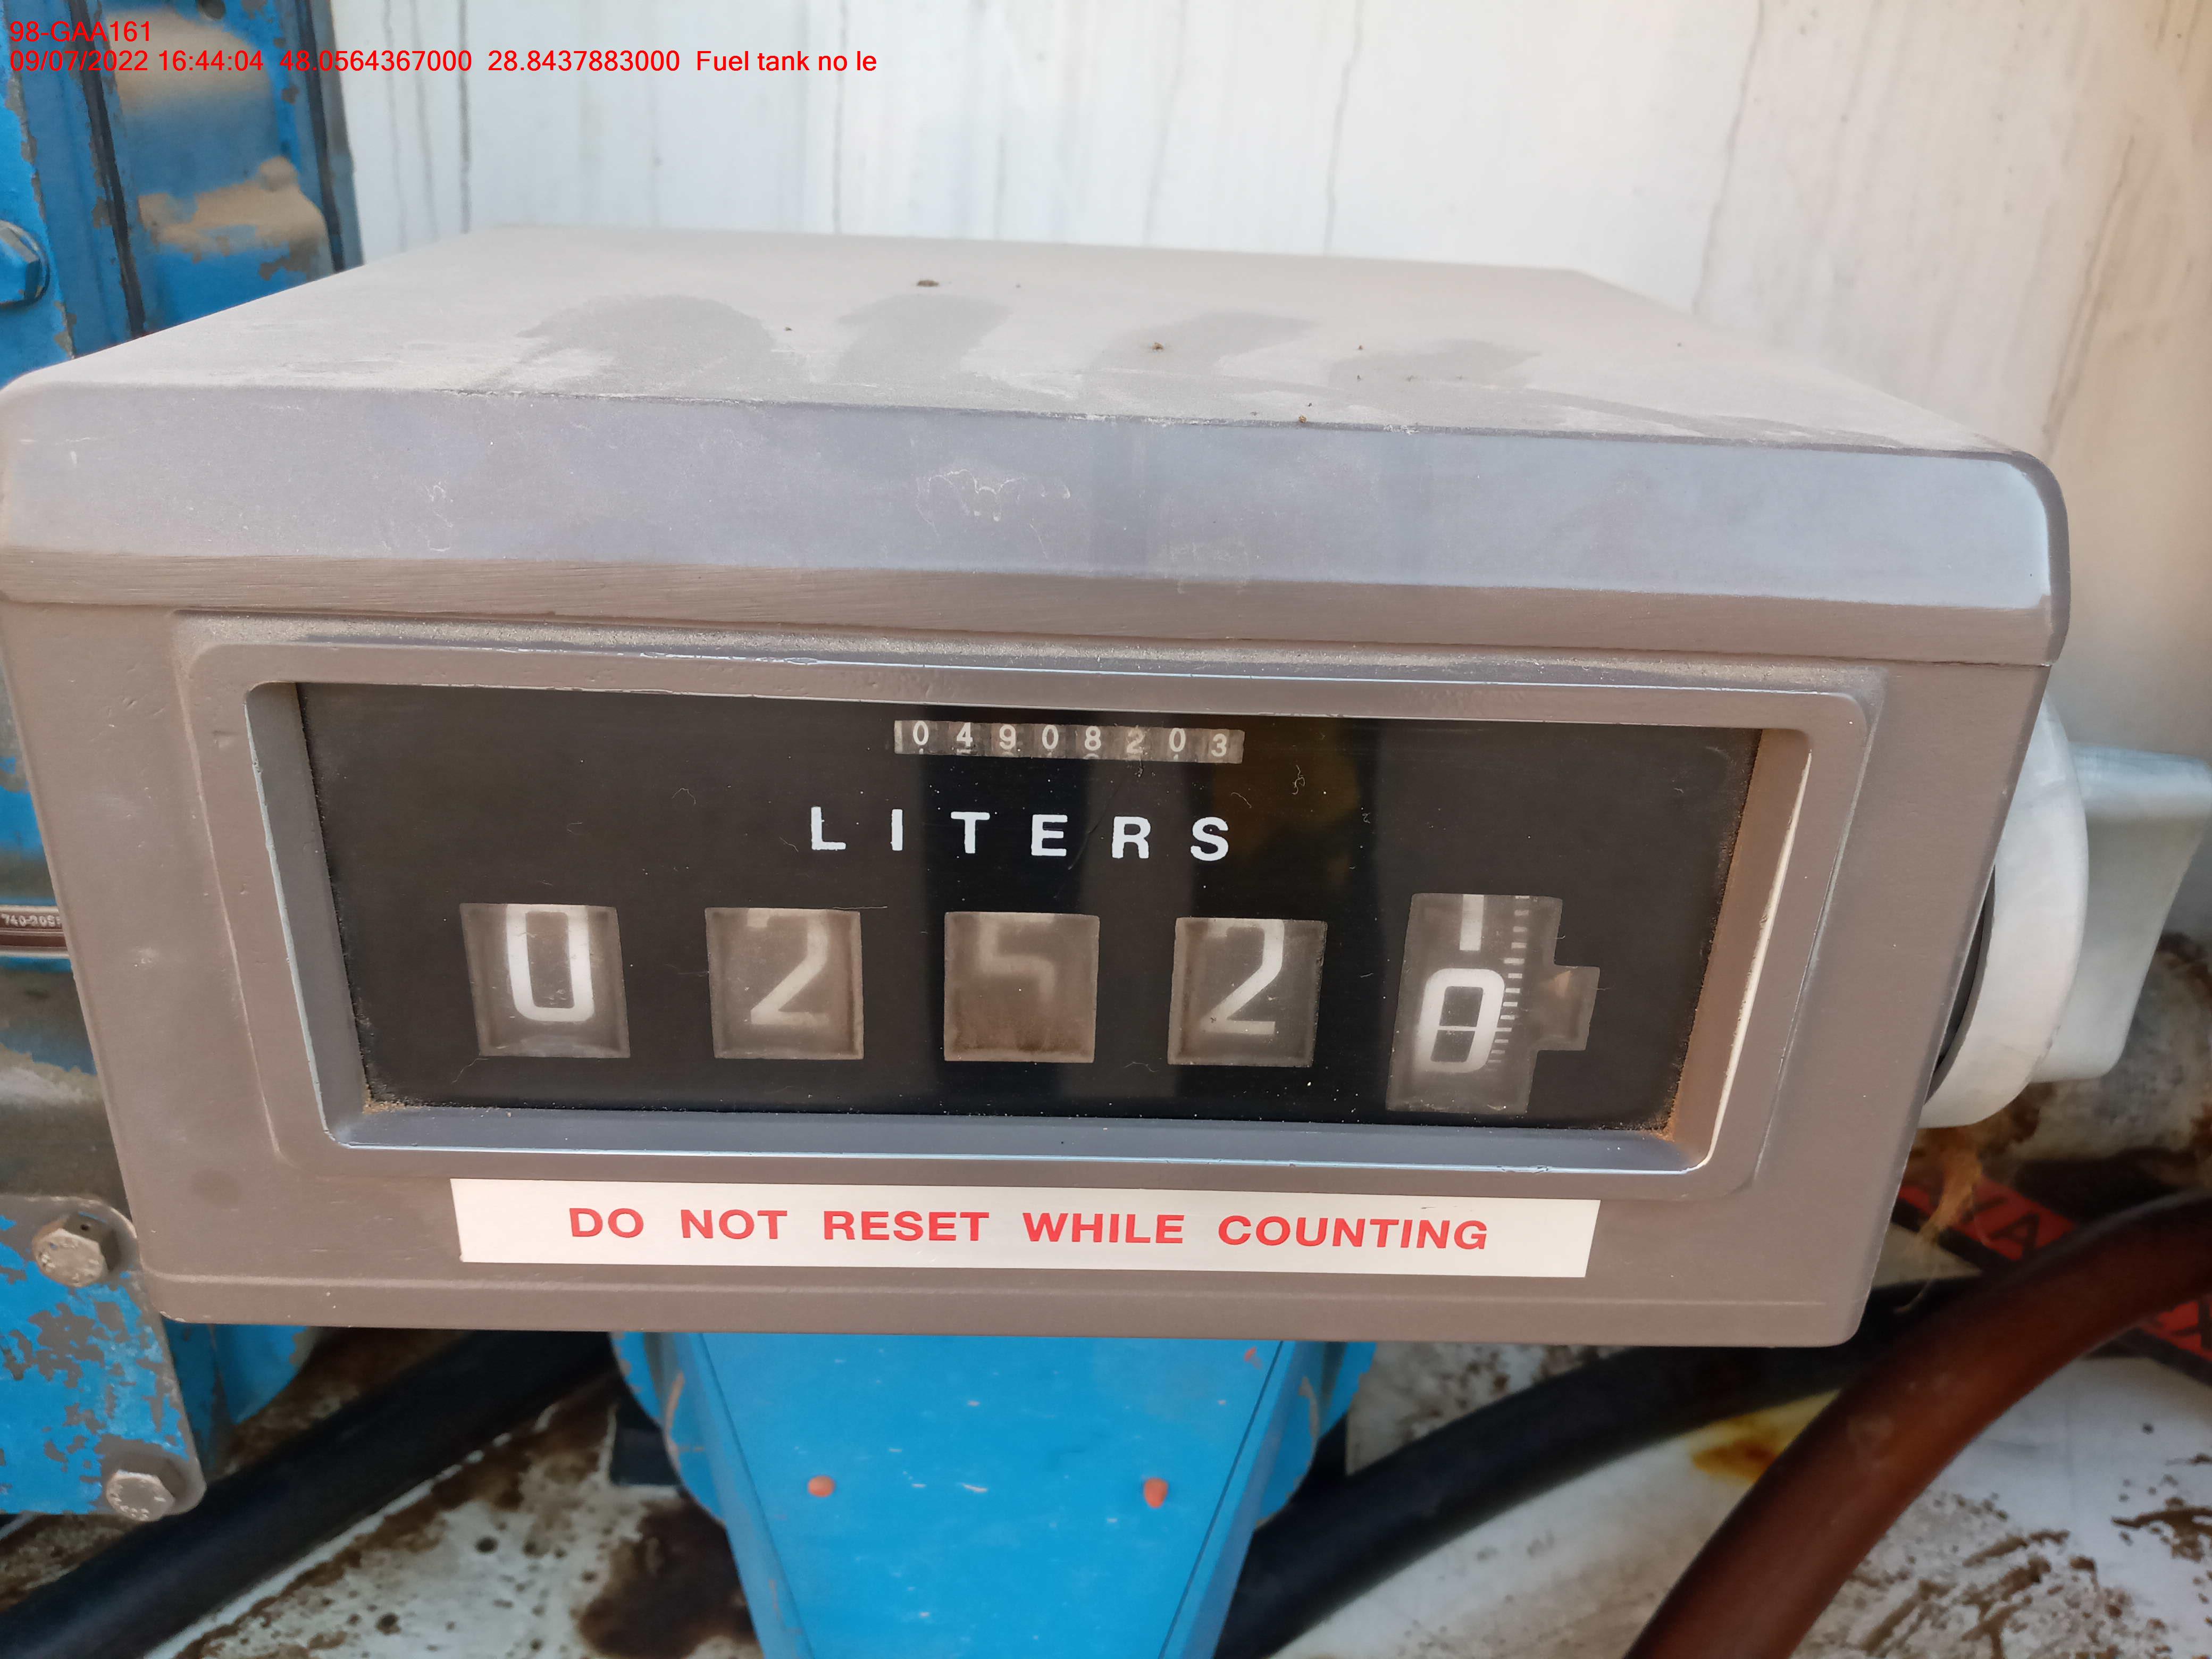 98-GAA161
09/07/2022 16:44:04 48.0564367000 28.8437883000 Fuel tank no le
04908203
LITERS
0 2 5 2 0
DO NOT RESET WHILE COUNTING